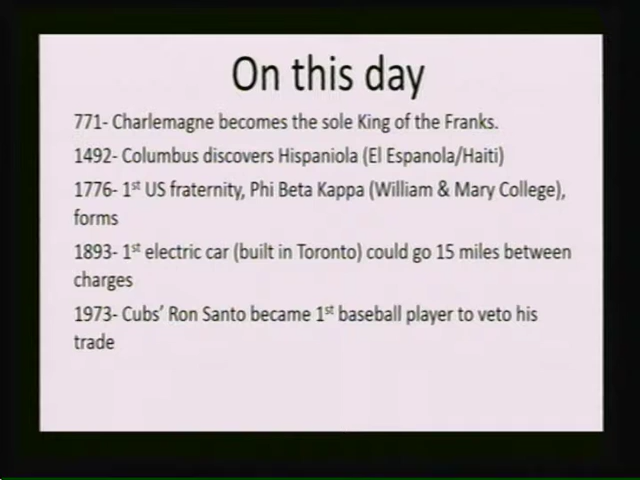 On this day
771- Charlemagne becomes the sole King of the Franks.
1492- Columbus discovers Hispaniola (El Espanola/Haiti)
1776- 1st US fraternity, Phi Beta Kappa (William & Mary College),
forms
1893- 1st electric car (built in Toronto) could go 15 miles between
charges
1973- Cubs' Ron Santo became 1st baseball player to veto his
trade